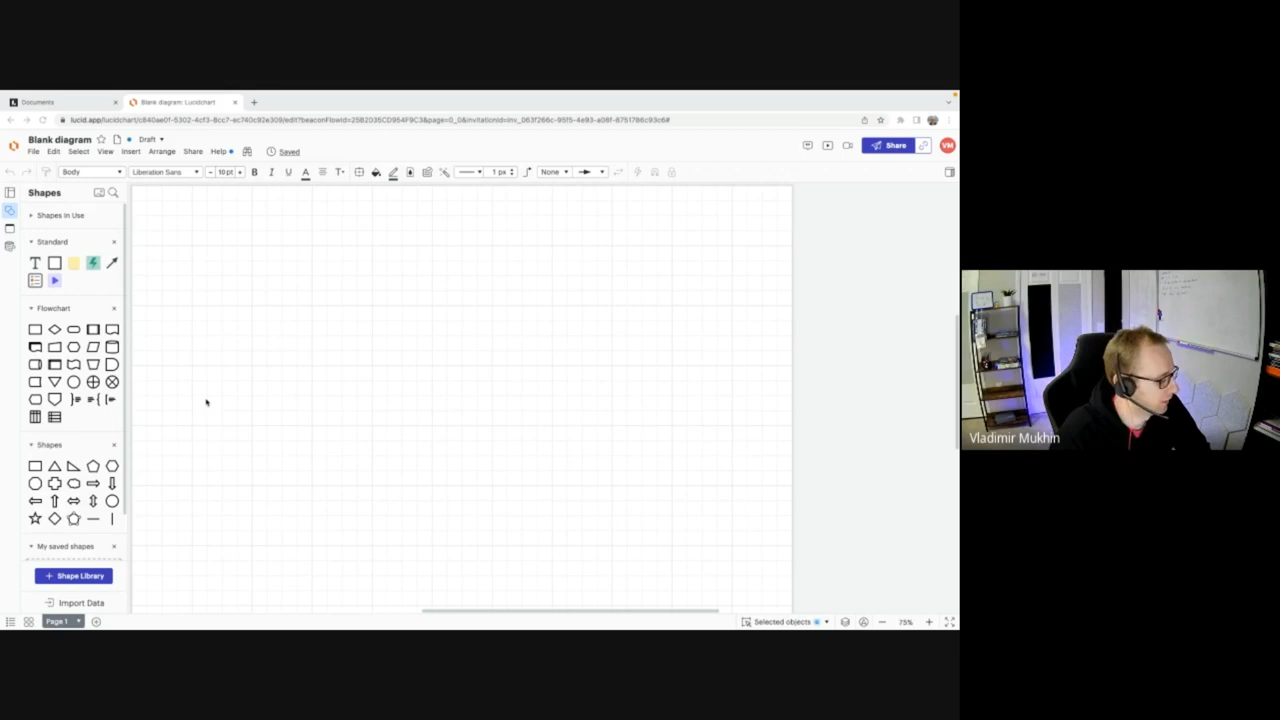 Documents
Blank diagram: Lucidchart
Blank diagram
Draft
File Edit Select View Insert Arrange Share Help
Saved
Share
VM
Body
Liberation Sans
10 pt
B I U A
1 px
None
Shapes
Shapes in Use
Standard
T
Flowchart
Shapes
My saved shapes
+ Shape Library
Import Data
Page 1
Selected objects
75%
Vladimir Mukhin